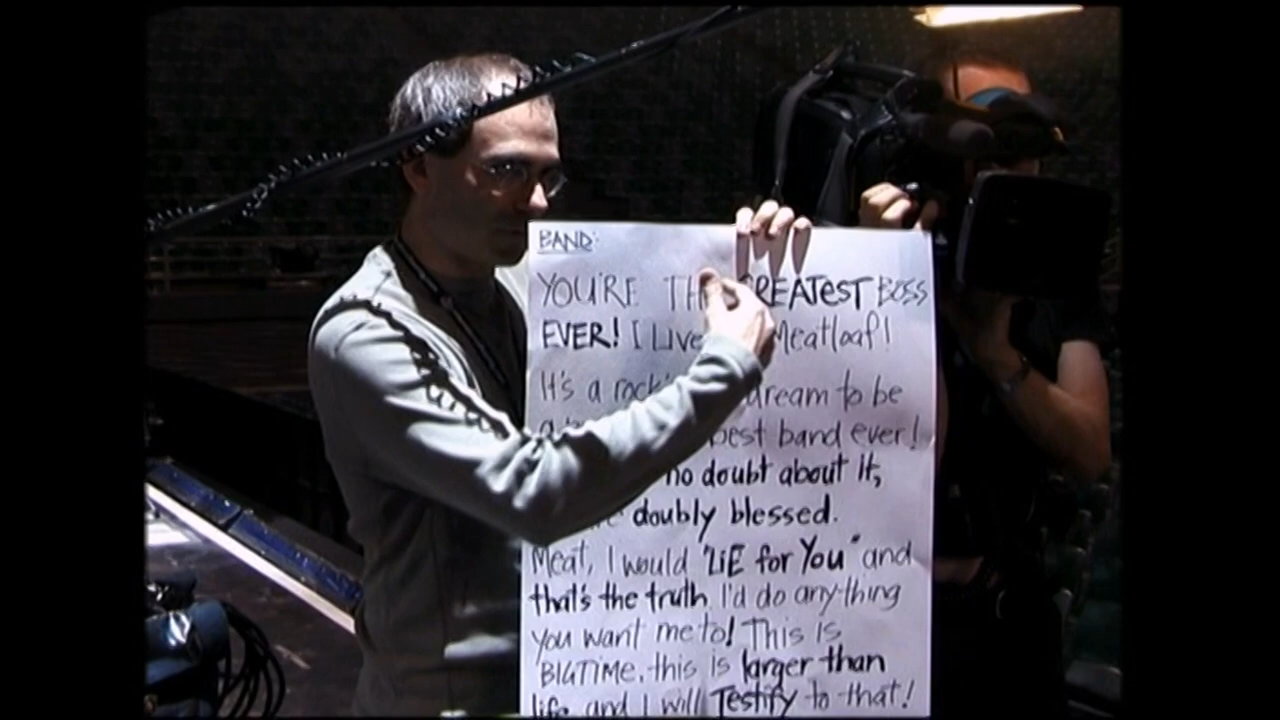 BAND:
YOU'RE GREATEST BOSS
EVER! I Live Meatloaf!
It's a dream to be
best band ever!
no doubt about it,
doubly blessed.
Meat, I would "LiE for You" and
that's the truth I'd do anything
you want me to! This is
BIGTIME, this is larger than
life and I will Testify to that!